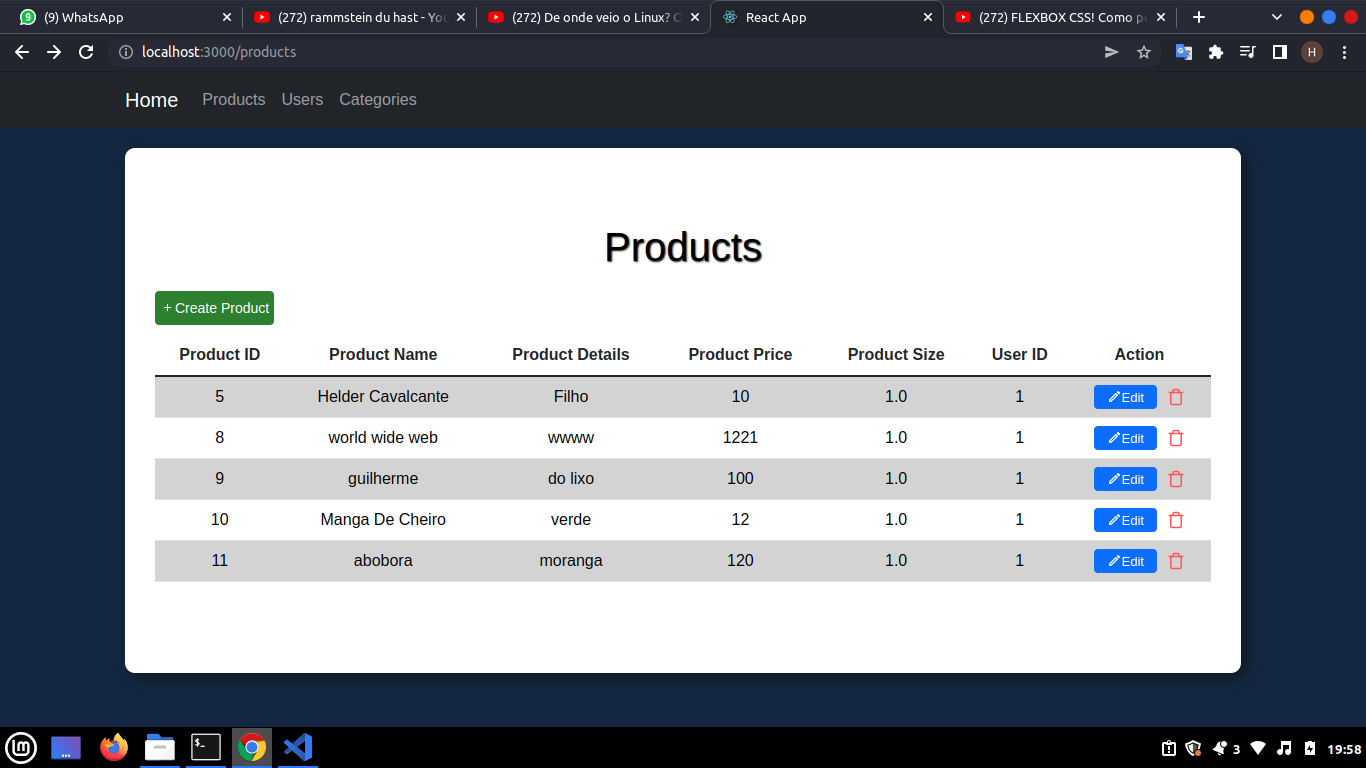 (9) WhatsApp
(272) rammstein du hast - You
(272) De onde veio o Linux? O
React App
(272) FLEXBOX CSS! Como po
localhost:3000/products
H
Home Products Users Categories
Products
+ Create Product
Product ID Product Name Product Details Product Price Product Size User ID Action
5 Helder Cavalcante Filho 10 1.0 1 Edit
8 world wide web wwww 1221 1.0 1 Edit
9 guilherme do lixo 100 1.0 1 Edit
10 Manga De Cheiro verde 12 1.0 1 Edit
11 abobora moranga 120 1.0 1 Edit
3 19:58